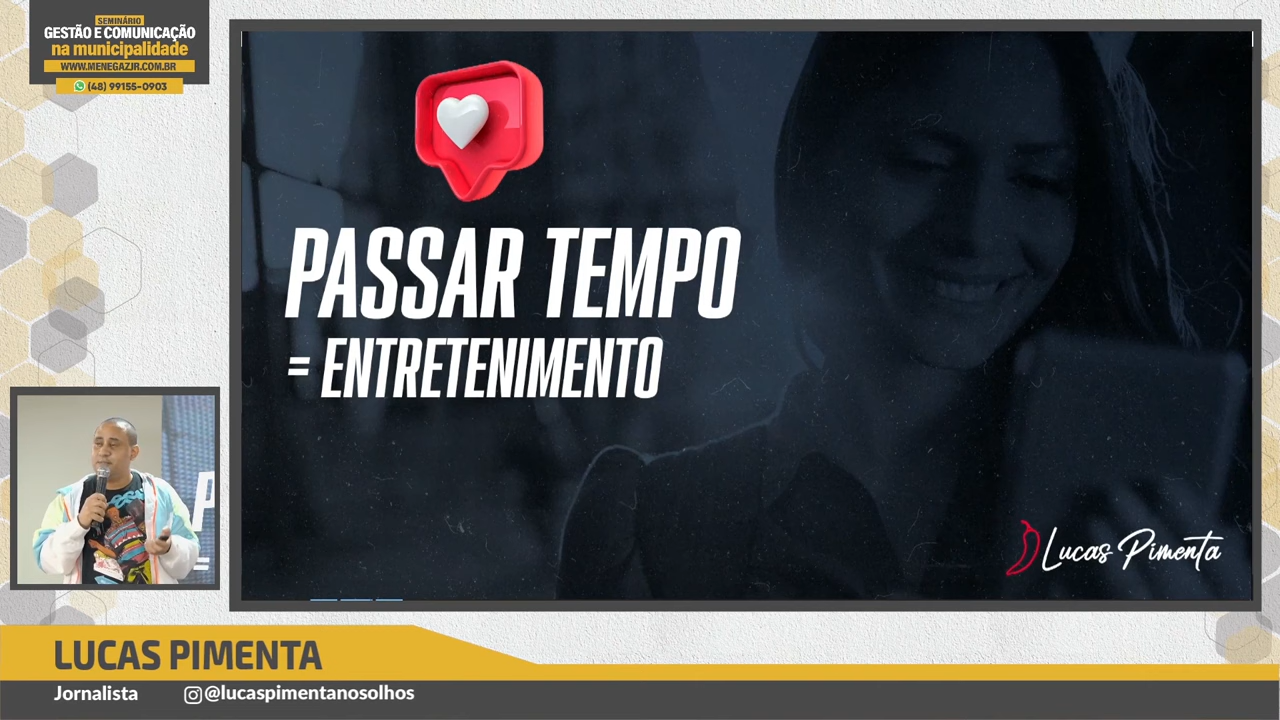 SEMINÁRIO
GESTÃO E COMUNICAÇÃO
na municipalidade
WWW.MENEGAZJR.COM.BR
(48) 99155-0903
PASSAR TEMPO
= ENTRETENIMENTO
Lucas Pimenta
LUCAS PIMENTA
Jornalista @lucaspimentanosolhos